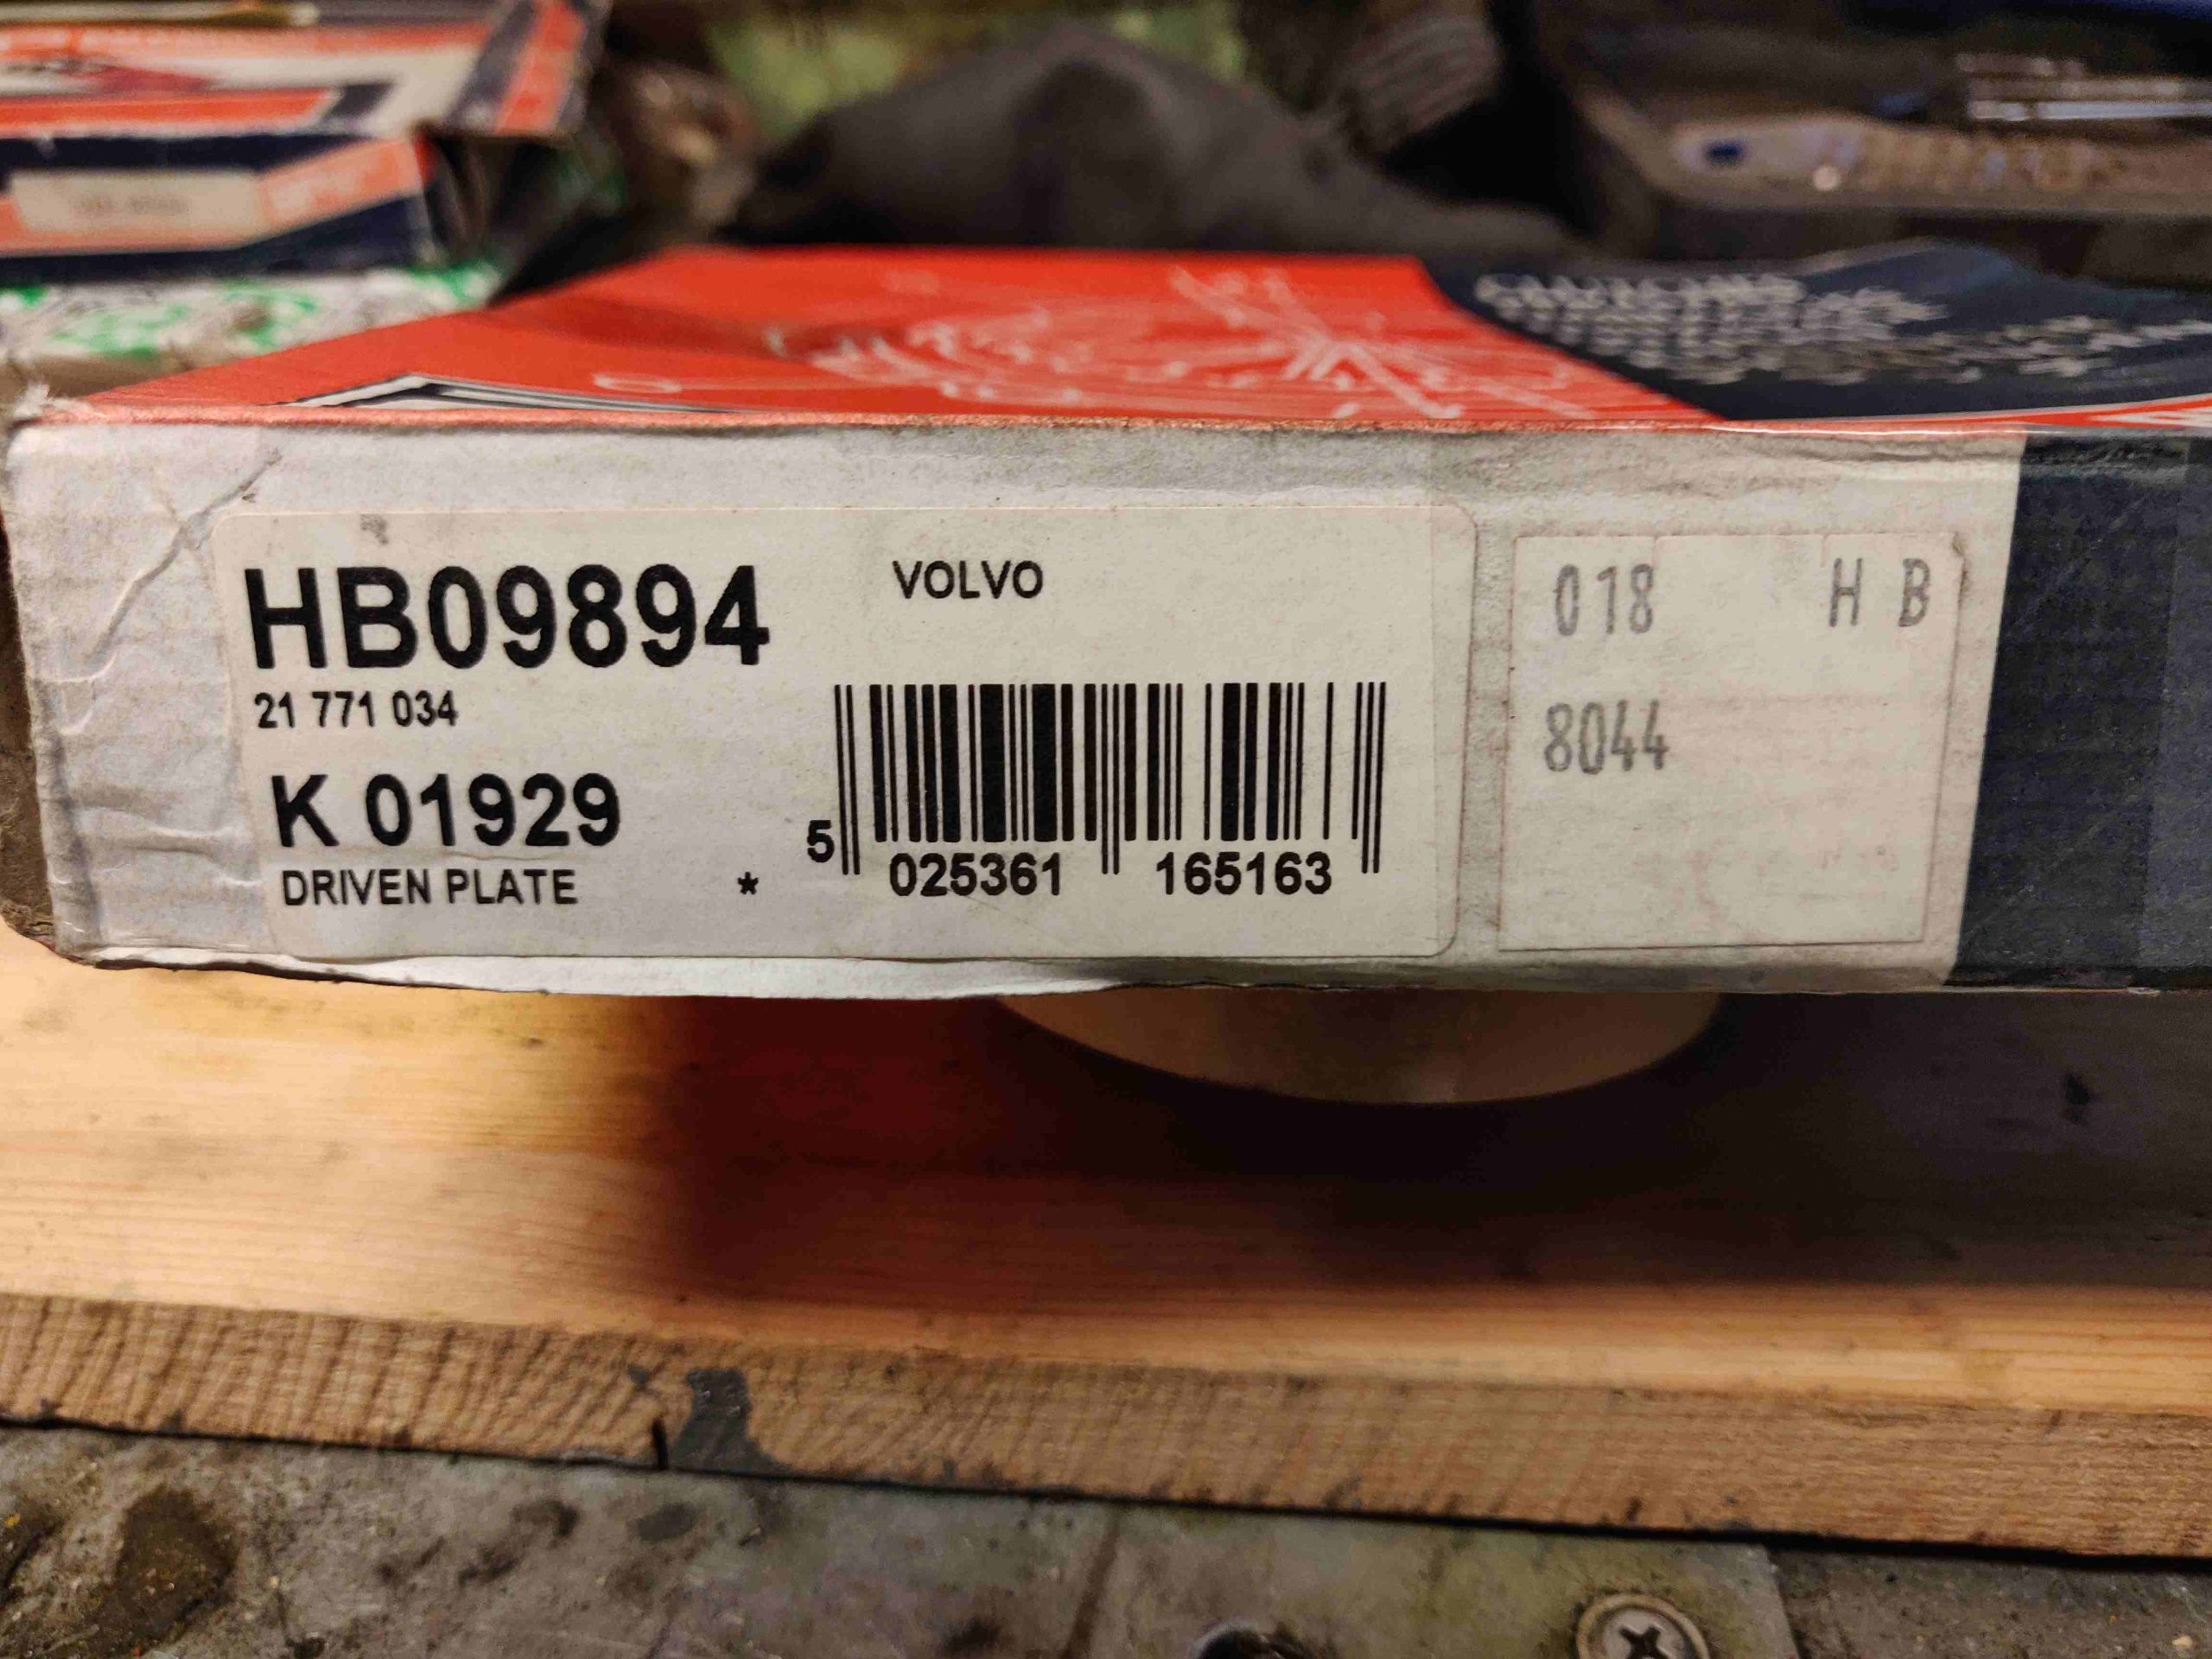 HB09894
21 771 034
K 01929
DRIVEN PLATE
*
VOLVO
5 025361 165163
018 H B
8044